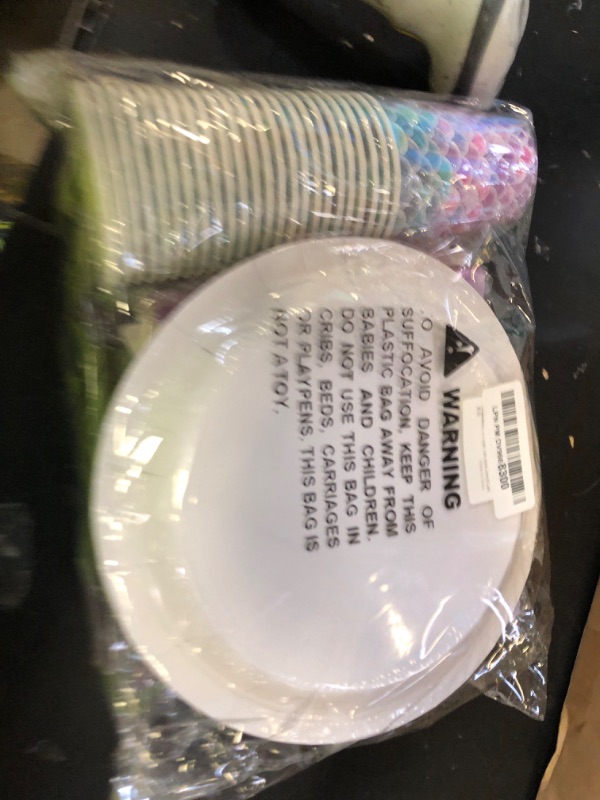 WARNING
.O AVOID DANGER OF
SUFFOCATION, KEEP THIS
PLASTIC BAG AWAY FROM
BABIES AND CHILDREN.
DO NOT USE THIS BAG IN
CRIBS, BEDS, CARRIAGES
OR PLAYPENS. THIS BAG IS
NOT A TOY.
8300